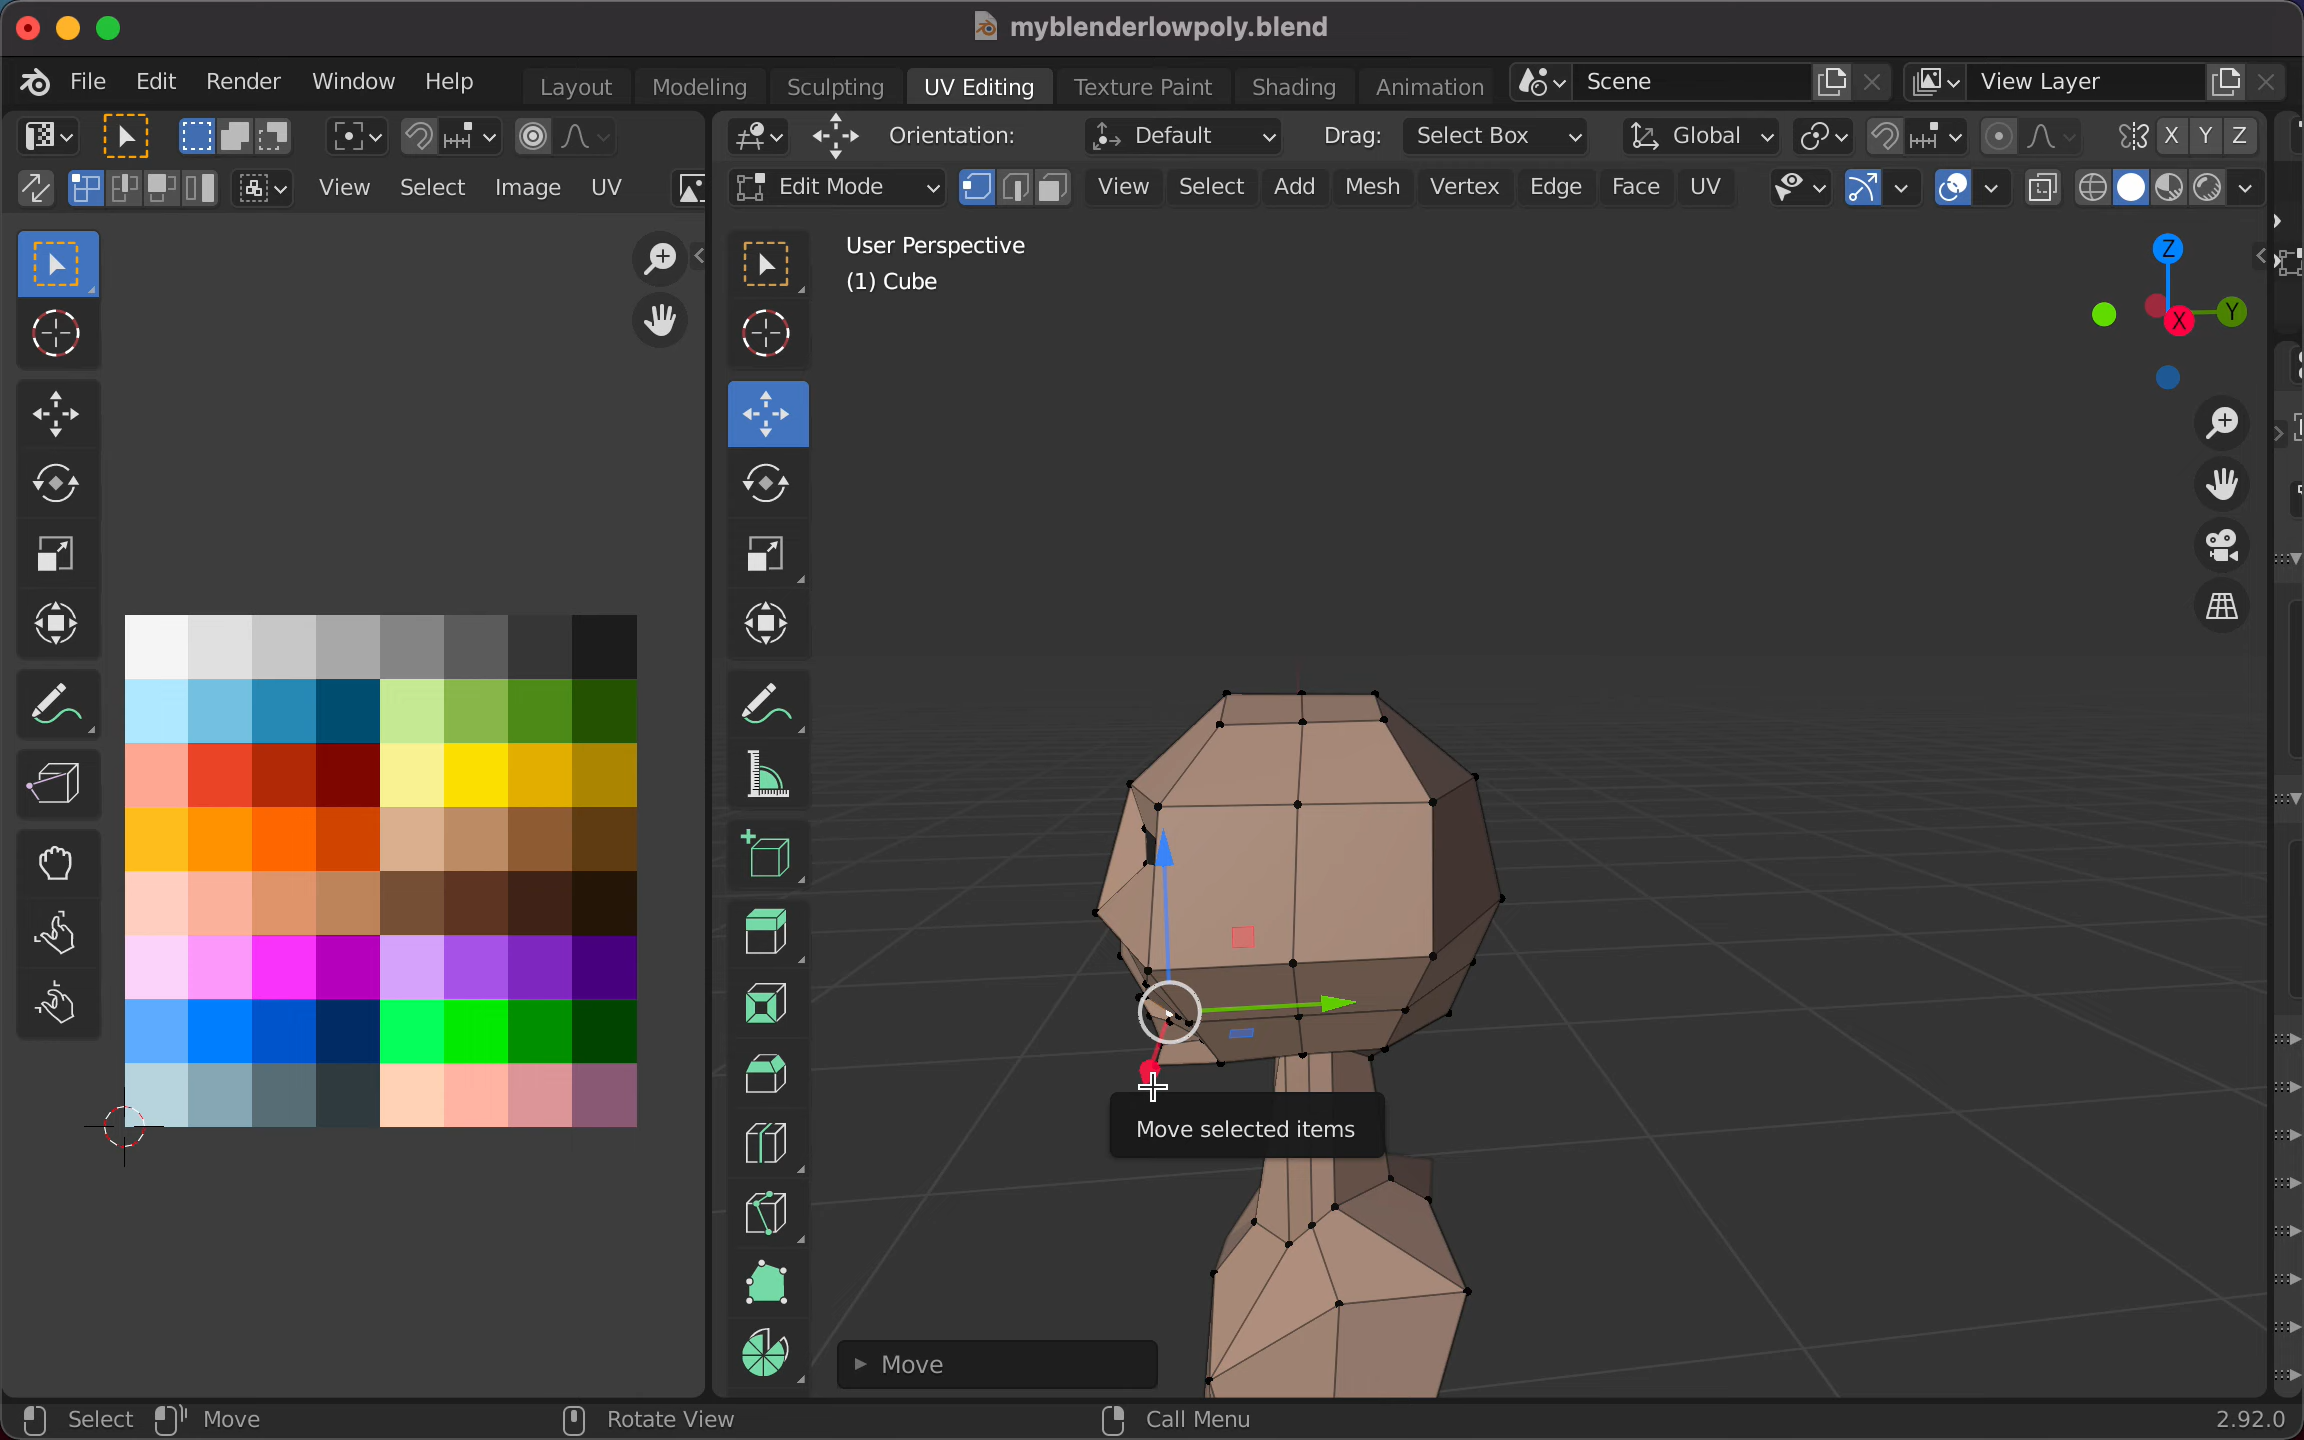 myblenderlowpoly.blend
File Edit Render Window Help Layout Modeling Sculpting UV Editing Texture Paint Shading Animation Scene View Layer
Orientation: Default Drag: Select Box Global X Y Z
View Select Image UV Edit Mode View Select Add Mesh Vertex Edge Face UV
User Perspective
(1) Cube
Z
Y
X
Move selected items
Move
Select Move Rotate View Call Menu 2.92.0